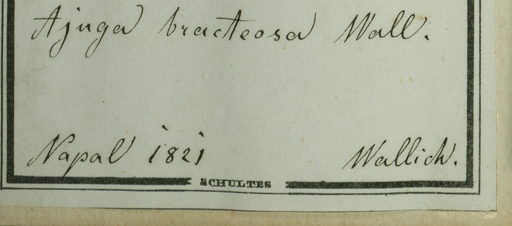 Ajuga bracteosa Wall.
Napal 1821 Wallich.
SCHULTES